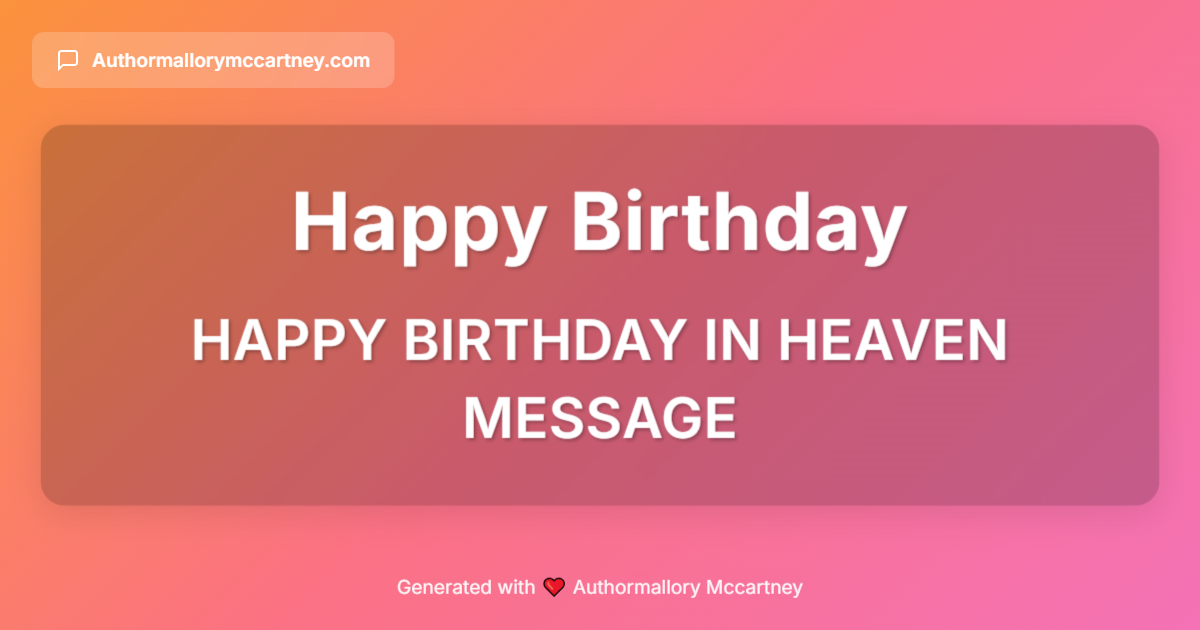 Authormallorymccartney.com
Happy Birthday
HAPPY BIRTHDAY IN HEAVEN
MESSAGE
Generated with ❤️ Authormallory Mccartney